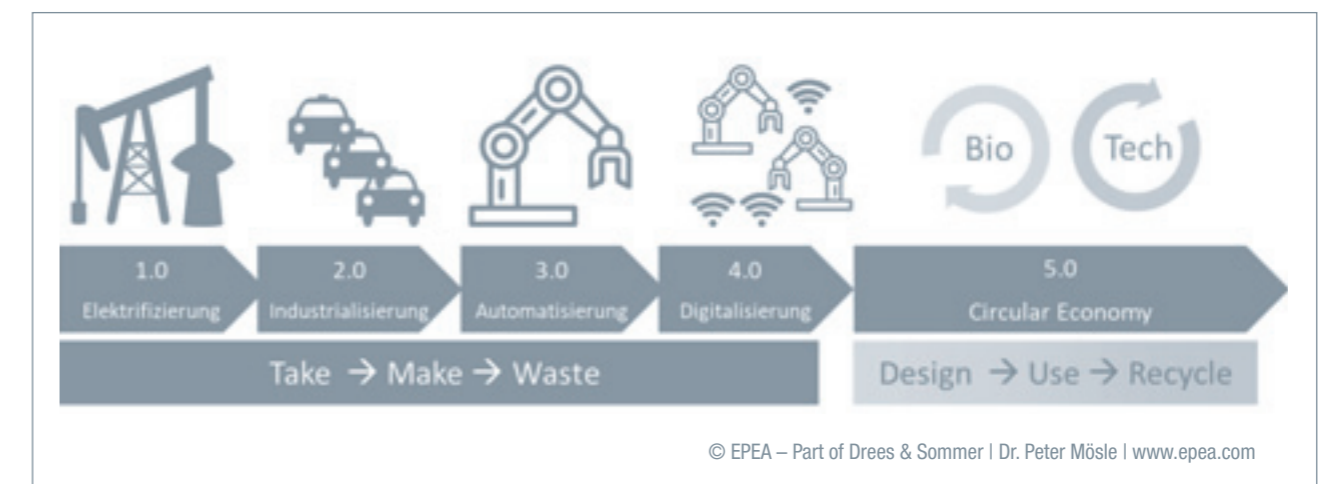 Bio
Tech
1.0
Elektrifizierung
2.0
Industrialisierung
3.0
Automatisierung
4.0
Digitalisierung
5.0
Circular Economy
Take → Make → Waste
Design → Use → Recycle
© EPEA – Part of Drees & Sommer | Dr. Peter Mösle | www.epea.com